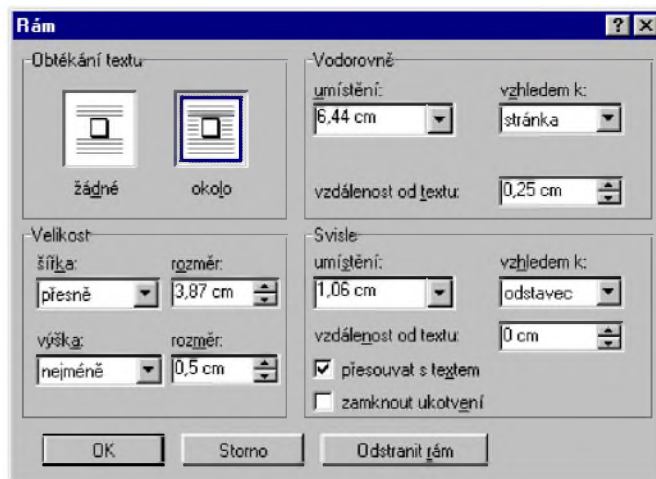 Rám
Obtékání textu
žádné
okolo
Vodorovně
umístění:
vzhledem k:
6,44 cm
stránka
vzdálenost od textu:
0,25 cm
Velikost
šířka:
rozměr:
přesně
3,87 cm
výška:
rozměr:
nejméně
0,5 cm
Svisle
umístění:
vzhledem k:
1,06 cm
odstavec
vzdálenost od textu:
0 cm
přesouvat s textem
zamknout ukotvení
OK
Storno
Odstranit rám